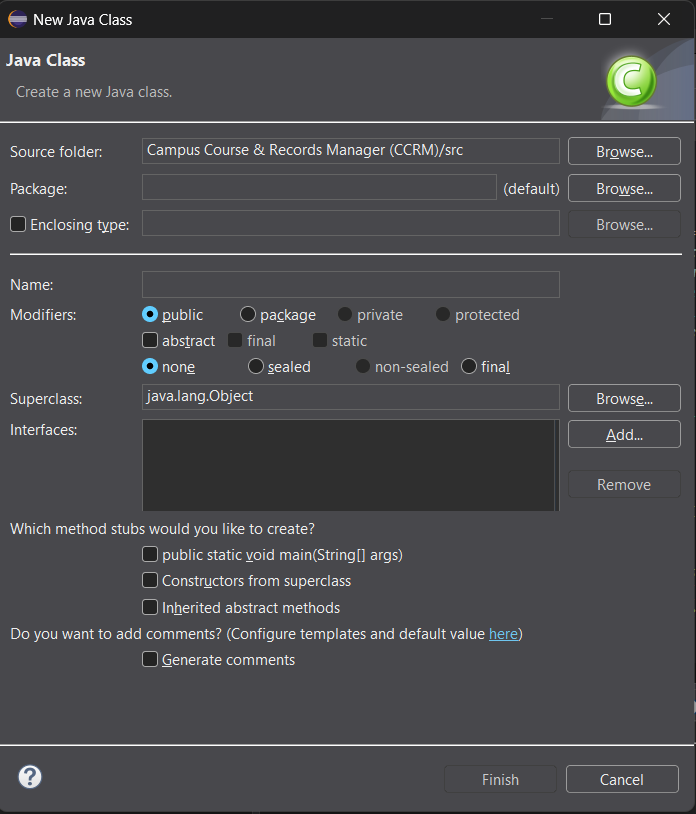 New Java Class
Java Class
Create a new Java class.
C
Source folder: Campus Course & Records Manager (CCRM)/src Browse...
Package: (default) Browse...
Enclosing type: Browse...
Name:
Modifiers: public package private protected
abstract final static
none sealed non-sealed final
Superclass: java.lang.Object Browse...
Interfaces: Add...
Remove
Which method stubs would you like to create?
public static void main(String[] args)
Constructors from superclass
Inherited abstract methods
Do you want to add comments? (Configure templates and default value here)
Generate comments
? Finish Cancel